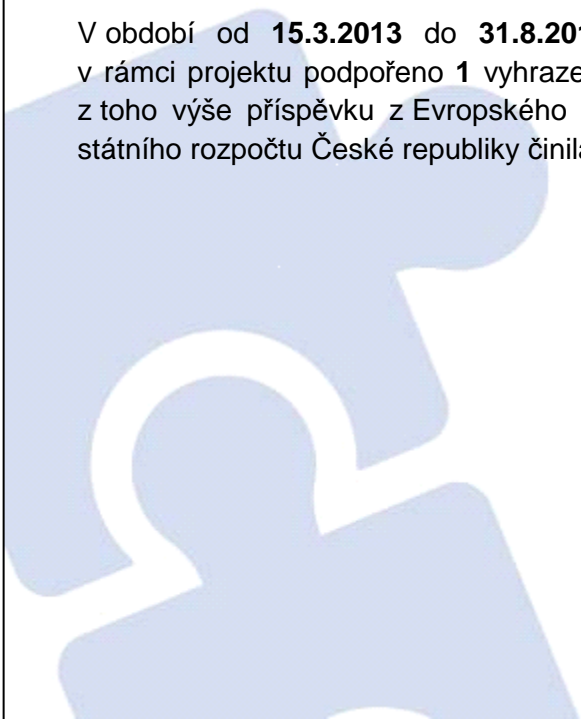 V období od 15.3.2013 do 31.8.201
v rámci projektu podpořeno 1 vyhraze
z toho výše příspěvku z Evropského
státního rozpočtu České republiky činila